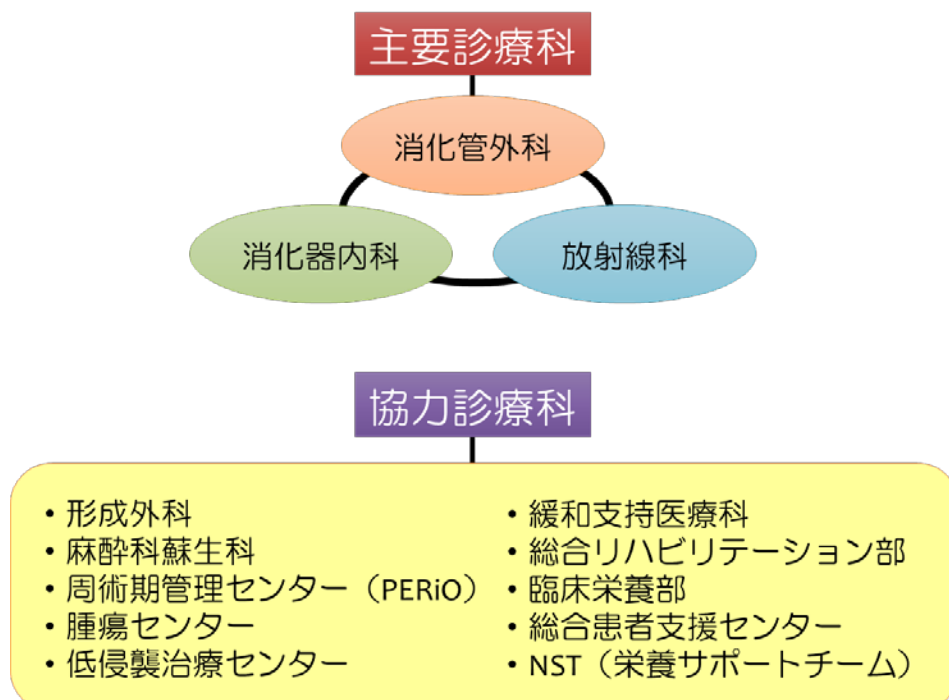 主要診療科
消化管外科
消化器内科
放射線科
協力診療科
・形成外科
・麻酔科蘇生科
・周術期管理センター（PERiO）
・腫瘍センター
・低侵襲治療センター
・緩和支持医療科
・総合リハビリテーション部
・臨床栄養部
・総合患者支援センター
・NST（栄養サポートチーム）